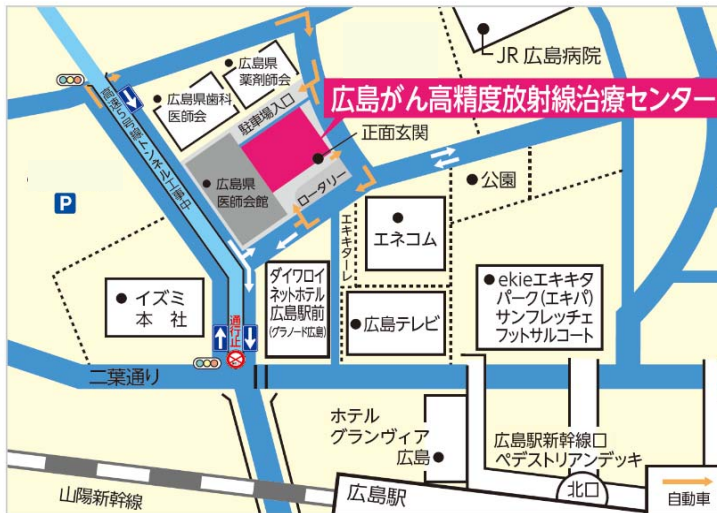 JR広島病院
広島県
薬剤師会
広島県歯科
医師会
広島がん高精度放射線治療センター
駐車場入口
正面玄関
高速5号線トンネル工事中
広島県
医師会館
ロータリー
公園
P
エキキターレ
エネコム
イズミ
本社
ダイワロイ
ネットホテル
広島駅前
(グラノード広島)
広島テレビ
ekieエキキタ
パーク(エキパ)
サンフレッチェ
フットサルコート
通行止
二葉通り
ホテル
グランヴィア
広島
広島駅新幹線口
ペデストリアンデッキ
山陽新幹線
広島駅
北口
自動車